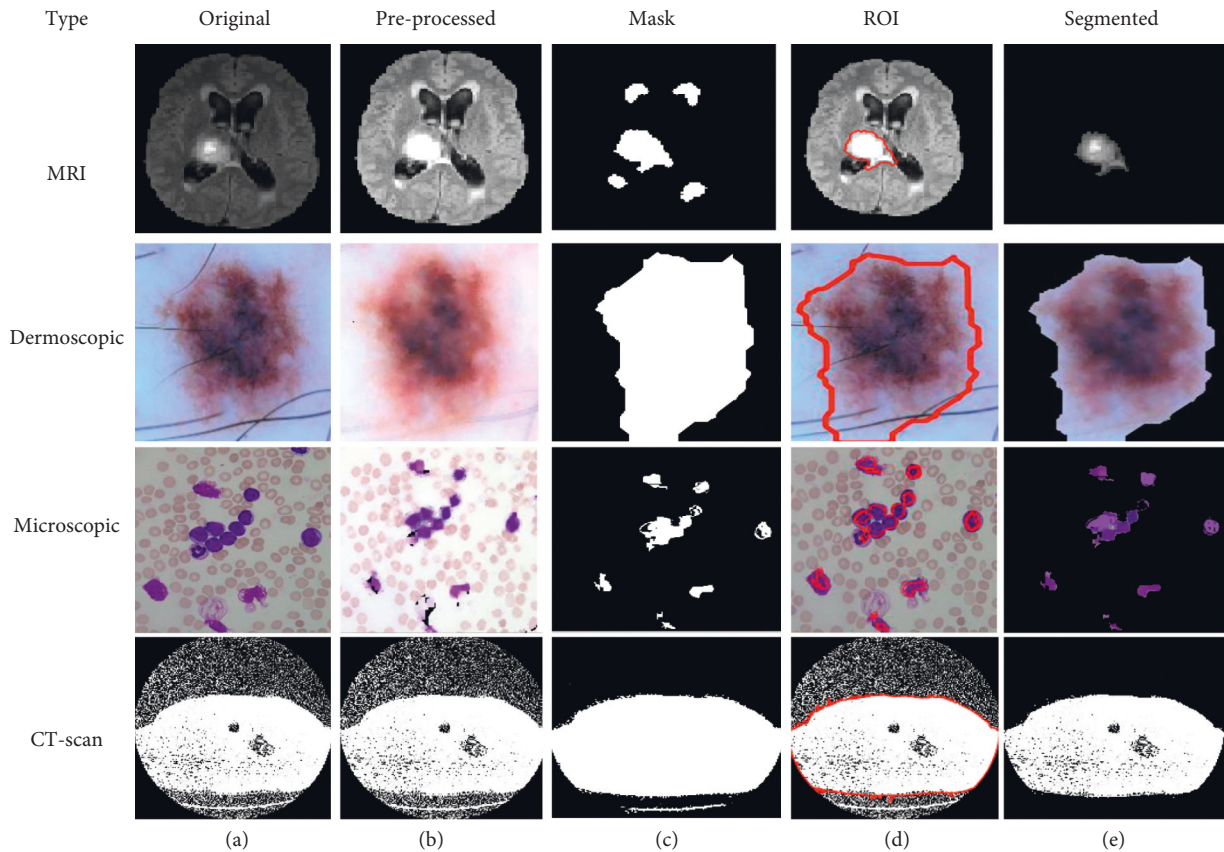 Type Original Pre-processed Mask ROI Segmented
MRI
Dermoscopic
Microscopic
CT-scan
(a) (b) (c) (d) (e)